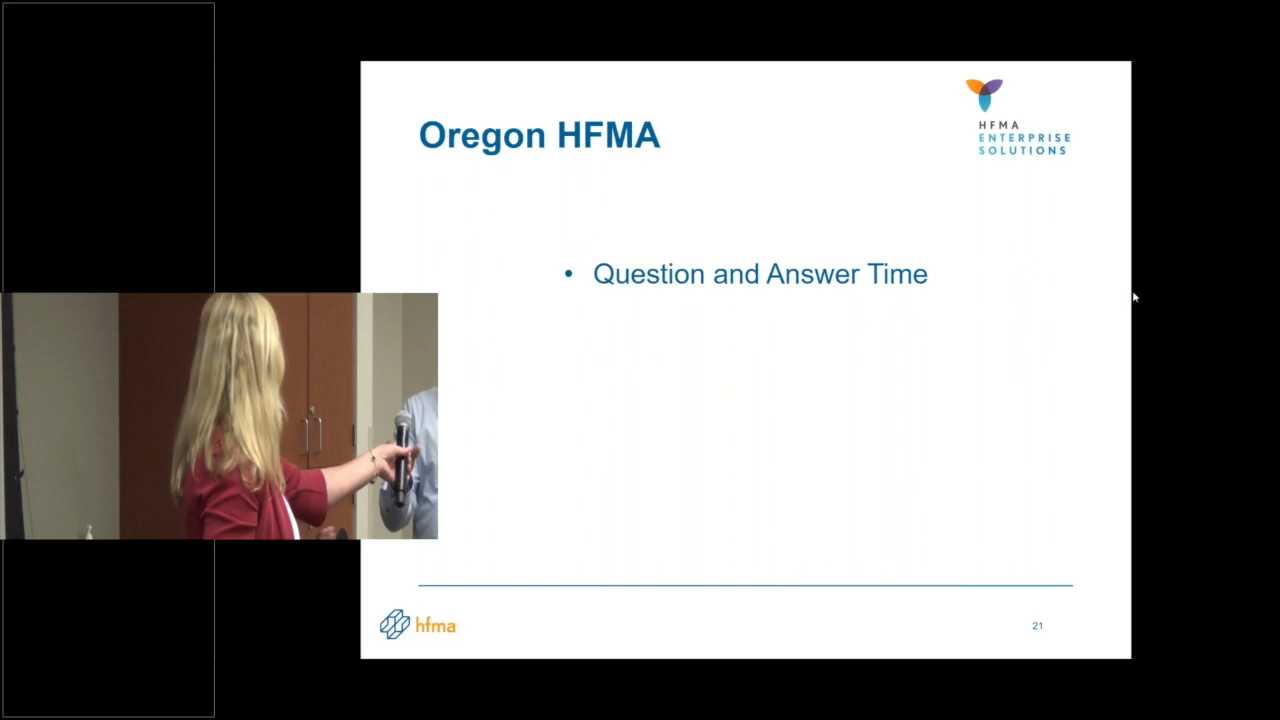 Oregon HFMA
HFMA
ENTERPRISE
SOLUTIONS
• Question and Answer Time
hfma
21